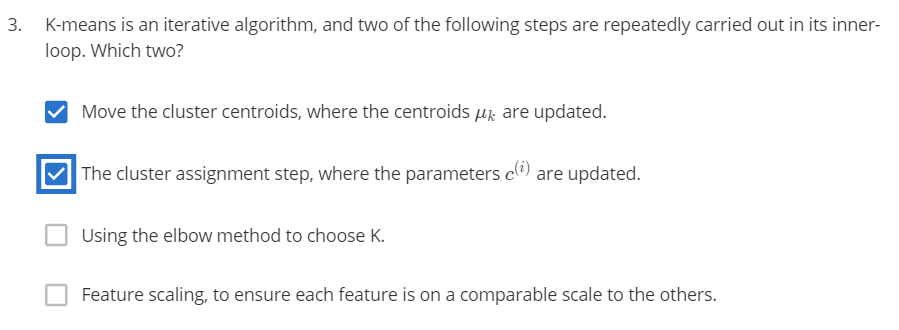 3. K-means is an iterative algorithm, and two of the following steps are repeatedly carried out in its inner-
loop. Which two?
Move the cluster centroids, where the centroids μₖ are updated.
The cluster assignment step, where the parameters c⁽ⁱ⁾ are updated.
Using the elbow method to choose K.
Feature scaling, to ensure each feature is on a comparable scale to the others.